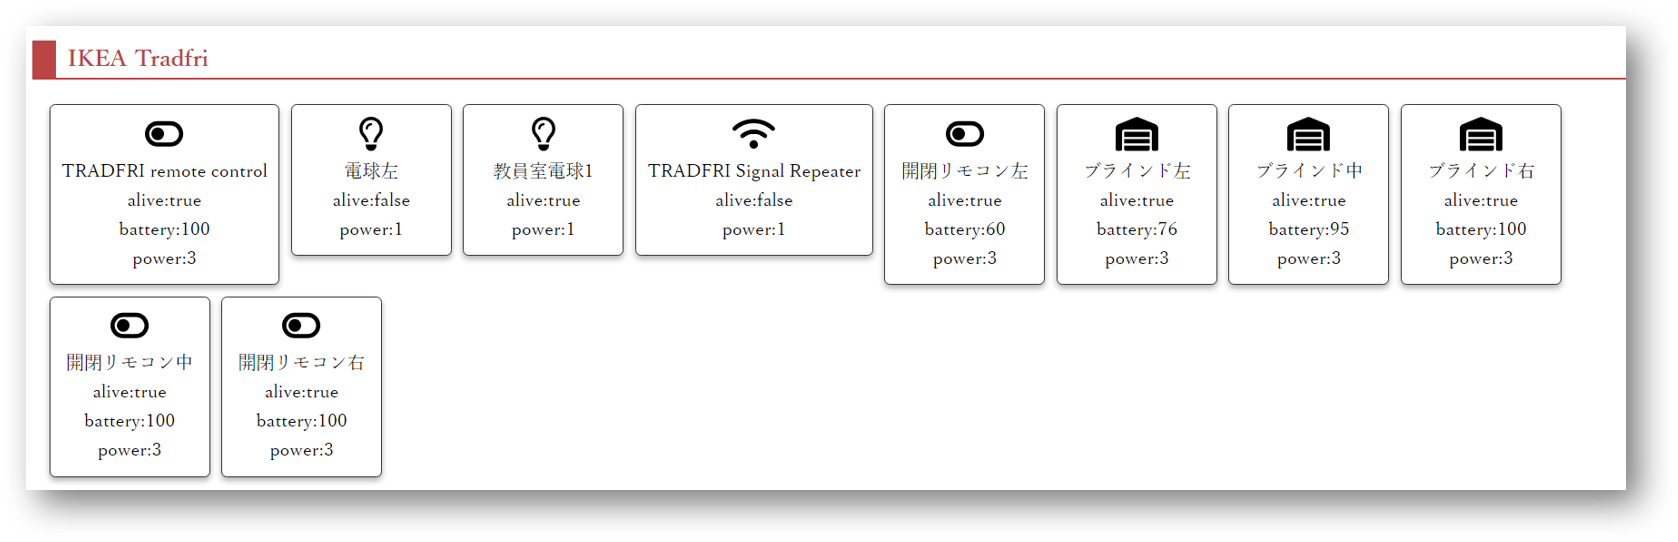 IKEA Tradfri
TRADFRI remote control
alive:true
battery:100
power:3
電球左
alive:false
power:1
教員室電球1
alive:true
power:1
TRADFRI Signal Repeater
alive:false
power:1
開閉リモコン左
alive:true
battery:60
power:3
ブラインド左
alive:true
battery:76
power:3
ブラインド中
alive:true
battery:95
power:3
ブラインド右
alive:true
battery:100
power:3
開閉リモコン中
alive:true
battery:100
power:3
開閉リモコン右
alive:true
battery:100
power:3